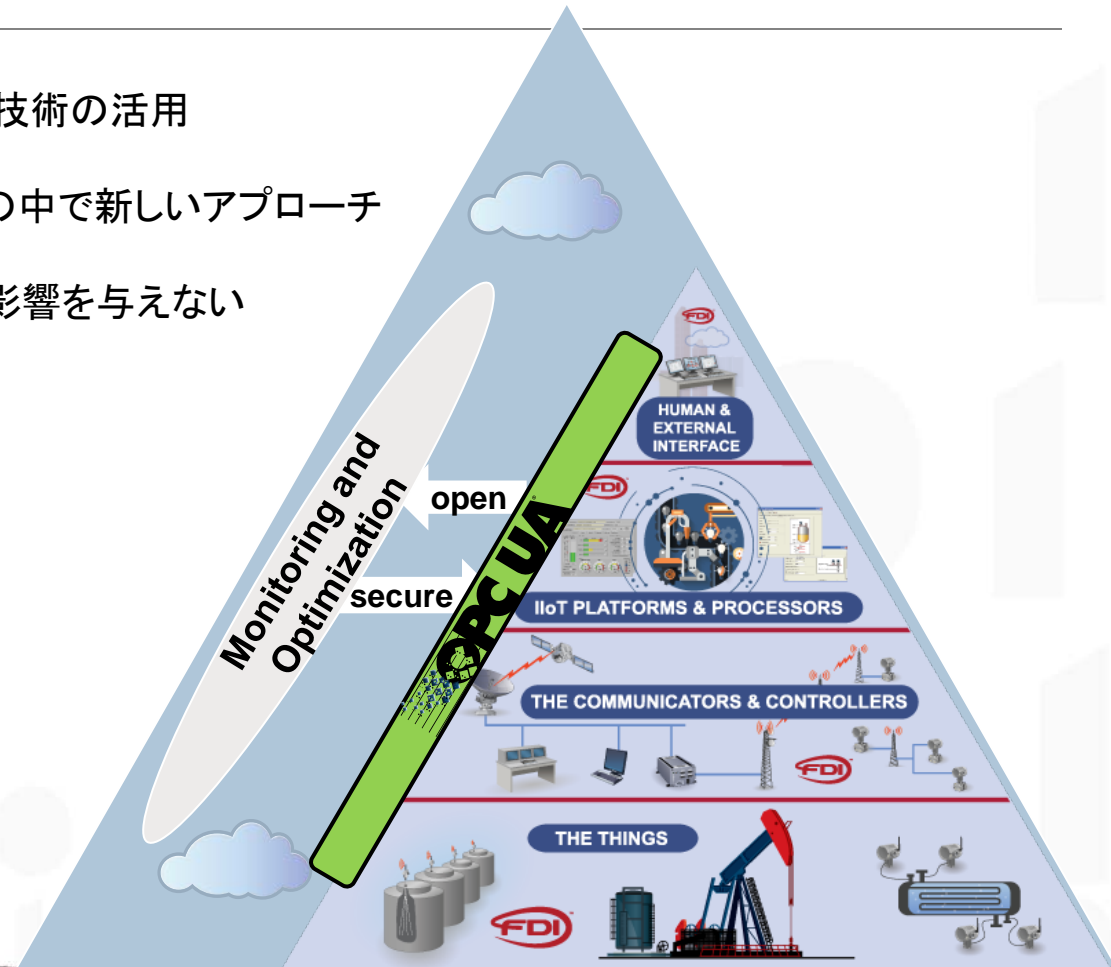 技術の活用
の中で新しいアプローチ
影響を与えない
FDI
HUMAN &
EXTERNAL
INTERFACE
Monitoring and
Optimization
open
secure
OPC UA
FDI
IIoT PLATFORMS & PROCESSORS
THE COMMUNICATORS & CONTROLLERS
FDI
THE THINGS
FDI